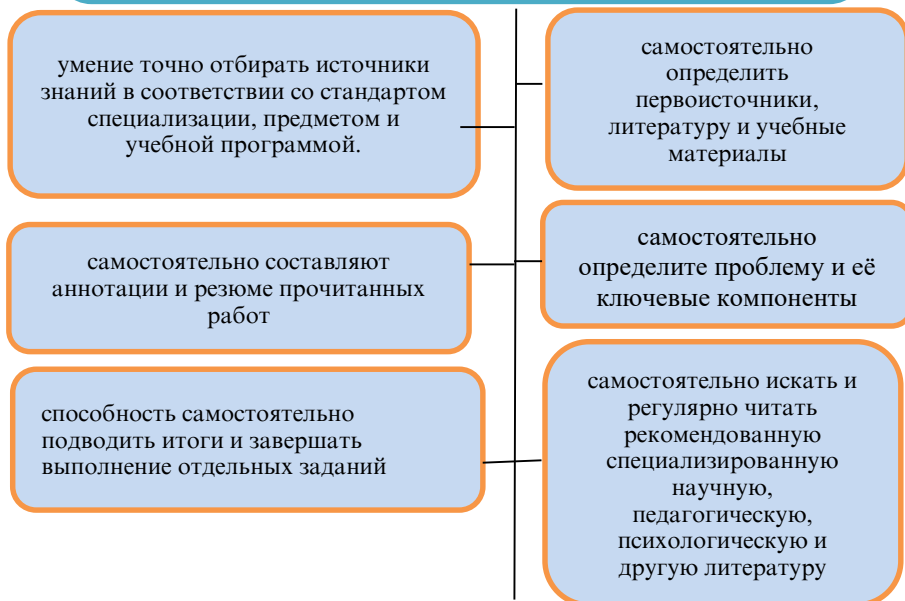 умение точно отбирать источники
знаний в соответствии со стандартом
специализации, предметом и
учебной программой.
самостоятельно
определить
первоисточники,
литературу и учебные
материалы
самостоятельно составляют
аннотации и резюме прочитанных
работ
самостоятельно
определите проблему и её
ключевые компоненты
способность самостоятельно
подводить итоги и завершать
выполнение отдельных заданий
самостоятельно искать и
регулярно читать
рекомендованную
специализированную
научную,
педагогическую,
психологическую и
другую литературу